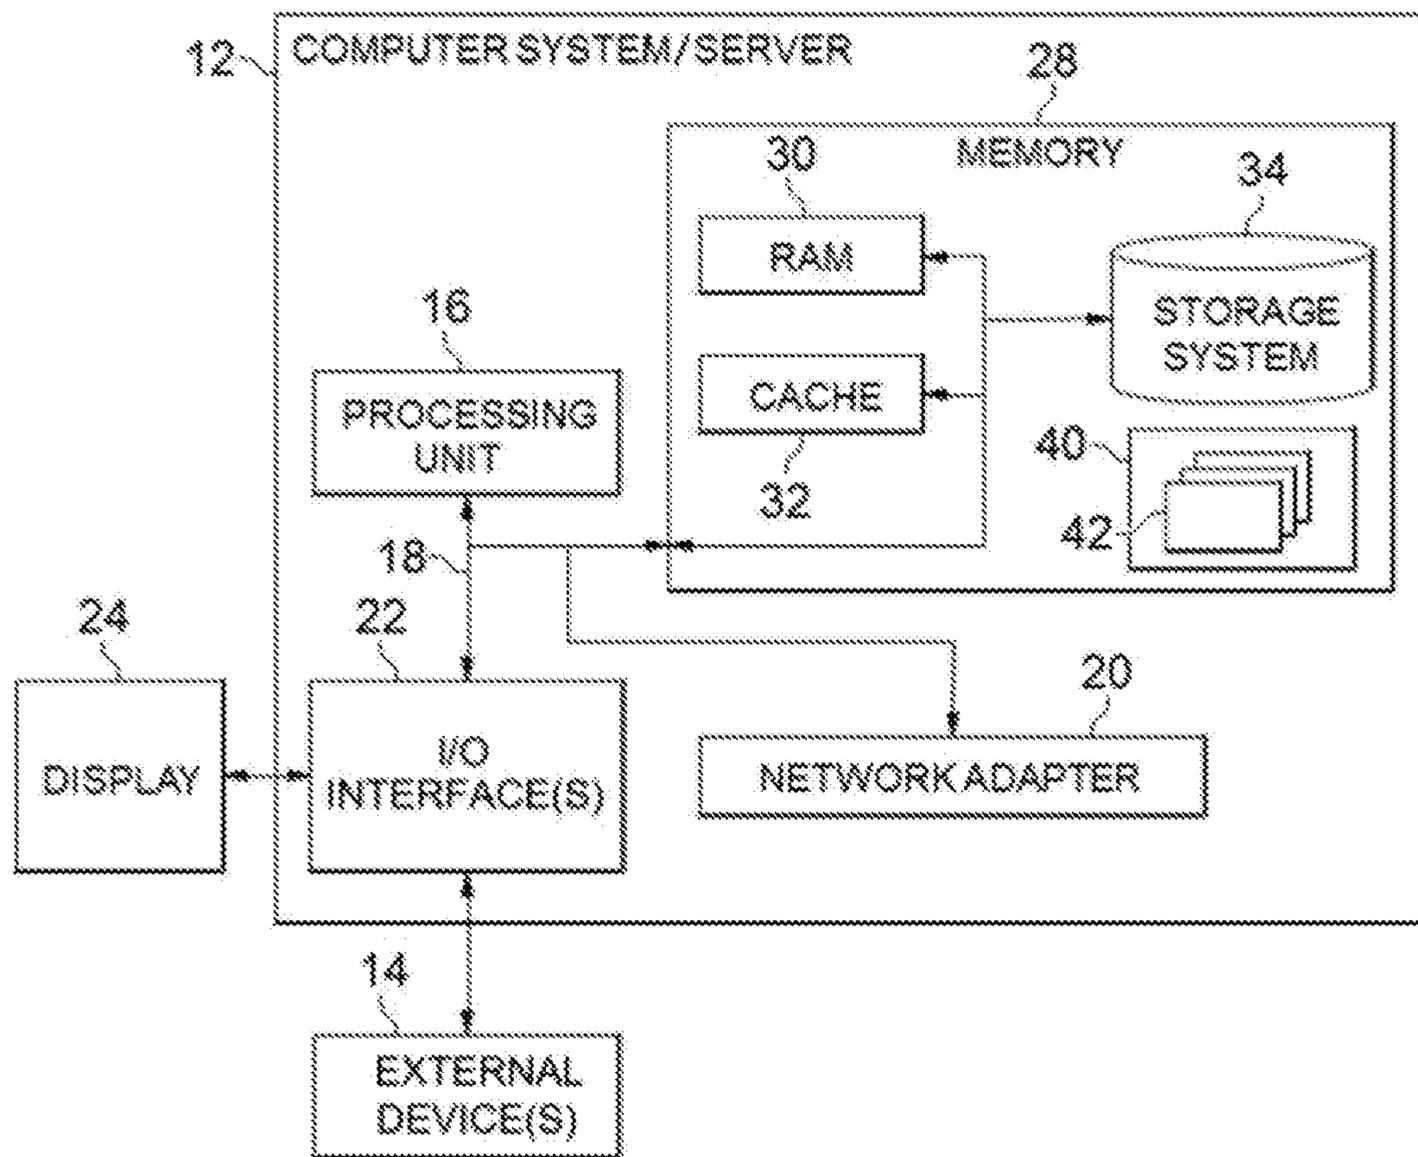 12
COMPUTER SYSTEM/SERVER
28
MEMORY
30
34
RAM
STORAGE
SYSTEM
16
PROCESSING
UNIT
CACHE
32
40
42
18
24
22
20
DISPLAY
I/O
INTERFACE(S)
NETWORK ADAPTER
14
EXTERNAL
DEVICE(S)